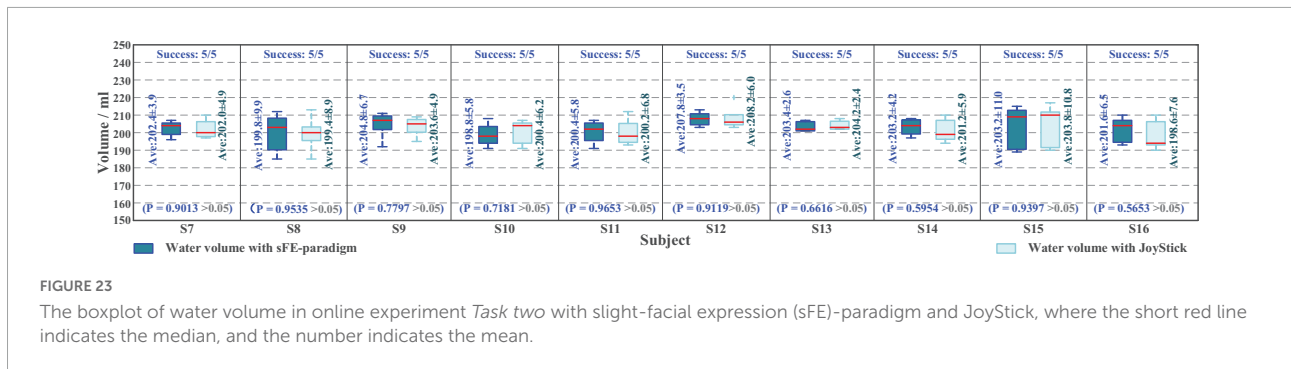 250
240
230
220
210
200
190
180
170
160
150
Volume / ml
Success: 5/5 Success: 5/5 Success: 5/5 Success: 5/5 Success: 5/5 Success: 5/5 Success: 5/5 Success: 5/5 Success: 5/5 Success: 5/5
Ave:202.4±3.9
Ave:202.0±4.9
Ave:199.8±9.9
Ave:199.4±8.9
Ave:204.8±6.7
Ave:203.6±4.9
Ave:198.8±5.8
Ave:200.4±6.2
Ave:200.4±5.8
Ave:200.2±6.8
Ave:207.8±3.5
Ave:208.2±6.0
Ave:203.4±2.6
Ave:204.2±2.4
Ave:203.2±4.2
Ave:201.2±5.9
Ave:203.2±11.0
Ave:203.8±10.8
Ave:201.6±6.5
Ave:198.6±7.6
(P = 0.9013 >0.05) (P = 0.9535 >0.05) (P = 0.7797 >0.05) (P = 0.7181 >0.05) (P = 0.9653 >0.05) (P = 0.9119 >0.05) (P = 0.6616 >0.05) (P = 0.5954 >0.05) (P = 0.9397 >0.05) (P = 0.5653 >0.05)
S7 S8 S9 S10 S11 S12 S13 S14 S15 S16
Subject
Water volume with sFE-paradigm
Water volume with JoyStick
FIGURE 23
The boxplot of water volume in online experiment Task two with slight-facial expression (sFE)-paradigm and JoyStick, where the short red line
indicates the median, and the number indicates the mean.